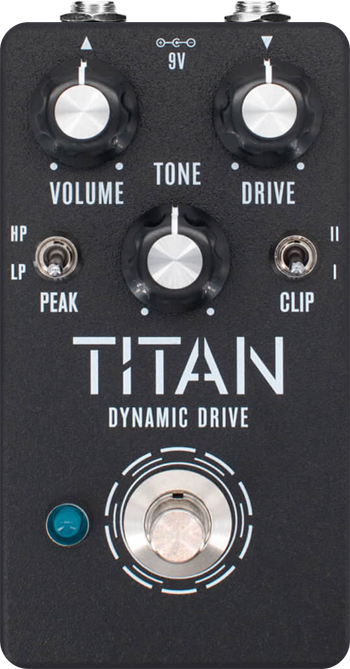 9V
VOLUME
TONE
DRIVE
HP
LP
PEAK
II
I
CLIP
TITAN
DYNAMIC DRIVE